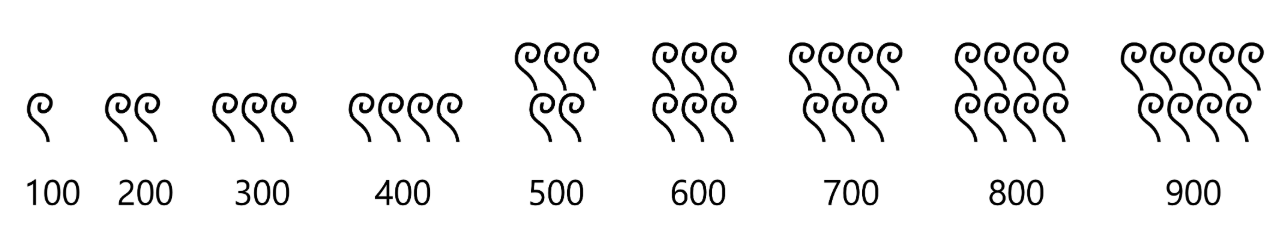 𓍢 𓍣 𓍤 𓍥 𓍦 𓍧 𓍨 𓍩 𓍪
100 200 300 400 500 600 700 800 900